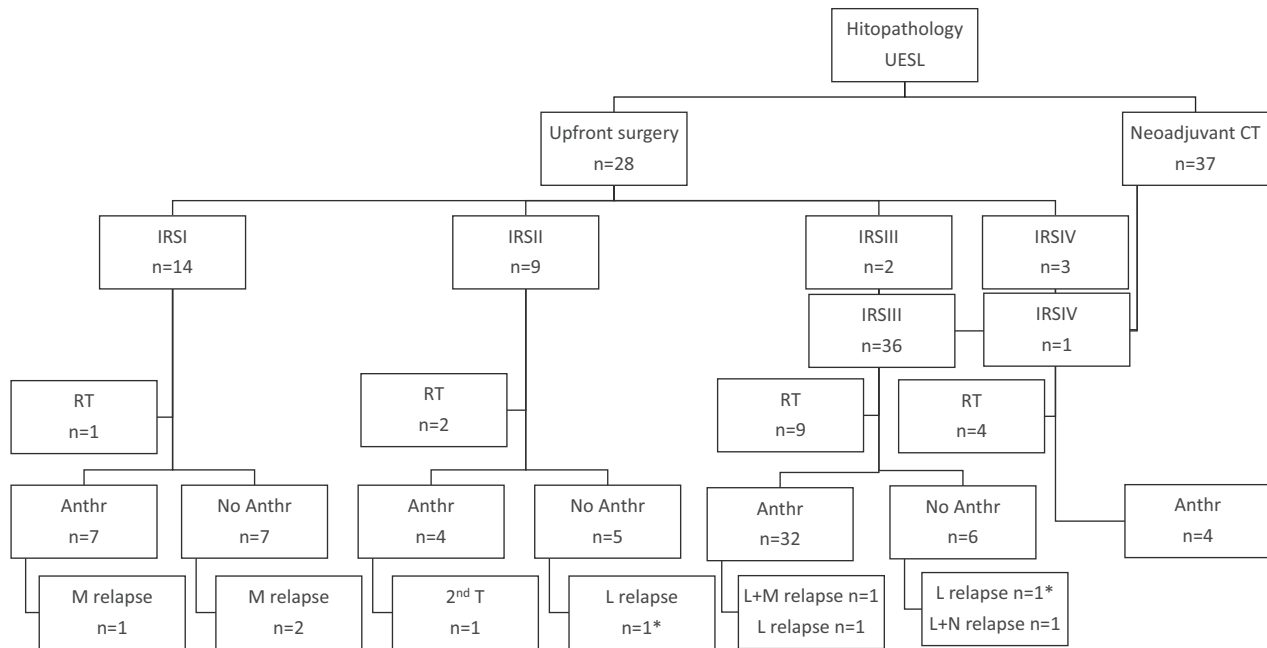 Hitopathology
UESL
Upfront surgery
n=28
Neoadjuvant CT
n=37
IRSI
n=14
IRSII
n=9
IRSIII
n=2
IRSIV
n=3
IRSIII
n=36
IRSIV
n=1
RT
n=1
RT
n=2
RT
n=9
RT
n=4
Anthr
n=7
No Anthr
n=7
Anthr
n=4
No Anthr
n=5
Anthr
n=32
No Anthr
n=6
Anthr
n=4
M relapse
n=1
M relapse
n=2
2nd T
n=1
L relapse
n=1*
L+M relapse n=1
L relapse n=1
L relapse n=1*
L+N relapse n=1